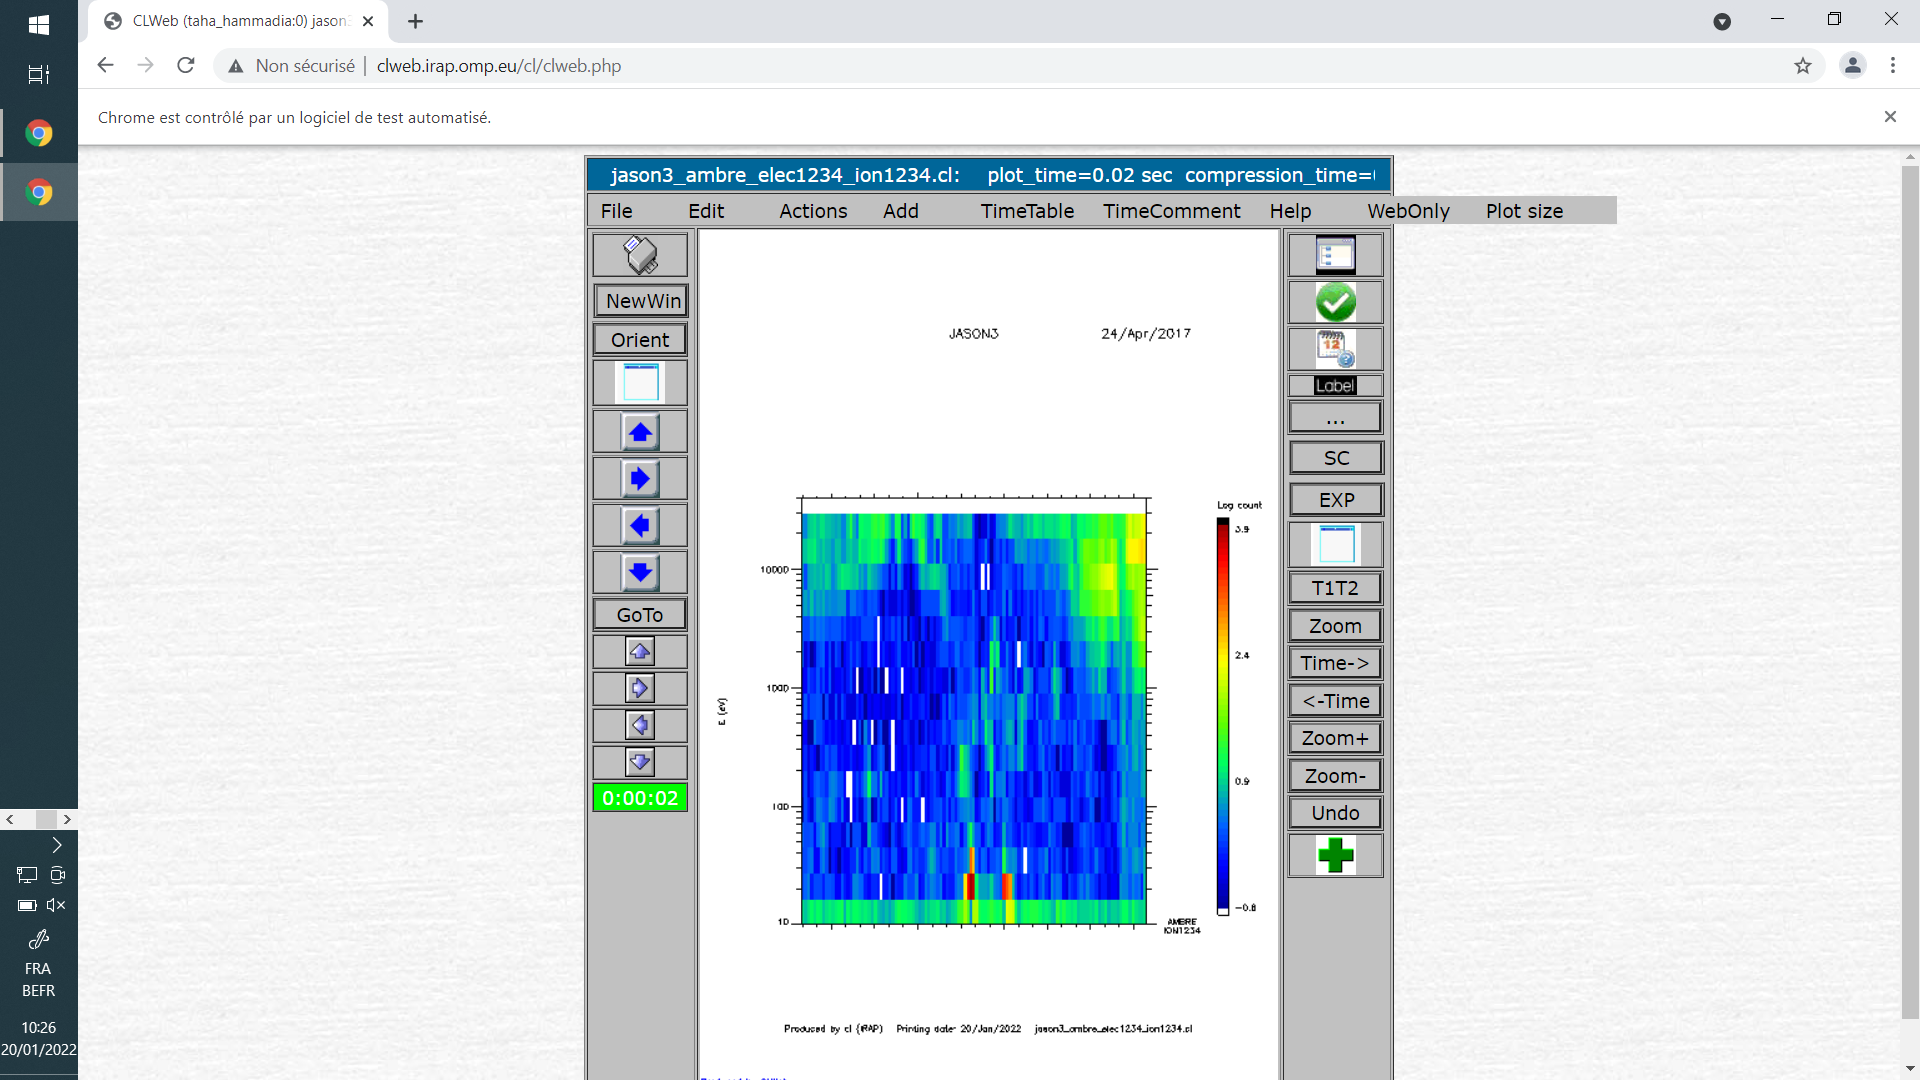 CLWeb (taha_hammadia:0) jason
Non sécurisé | clweb.irap.omp.eu/cl/clweb.php
Chrome est contrôlé par un logiciel de test automatisé.
jason3_ambre_elec1234_ion1234.cl: plot_time=0.02 sec compression_time=
File Edit Actions Add TimeTable TimeComment Help WebOnly Plot size
NewWin
Orient
GoTo
0:00:02
JASON3 24/Apr/2017
Log count
3.9
2.4
0.9
-0.8
10000
1000
100
10
E (eV)
AMBRE
ION1234
Produced by cl (IRAP) Printing date 20/Jan/2022 jason3_ambre_elec1234_ion1234.cl
12
Label
...
SC
EXP
T1T2
Zoom
Time->
<-Time
Zoom+
Zoom-
Undo
FRA
BEFR
10:26
20/01/2022